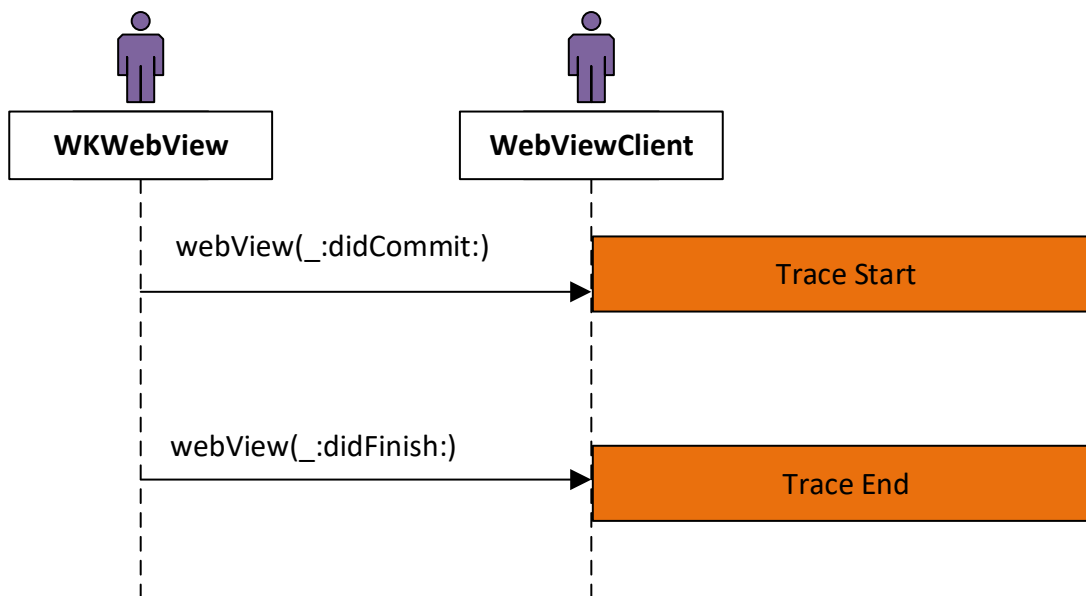 WKWebView
WebViewClient
webView(_:didCommit:)
Trace Start
webView(_:didFinish:)
Trace End